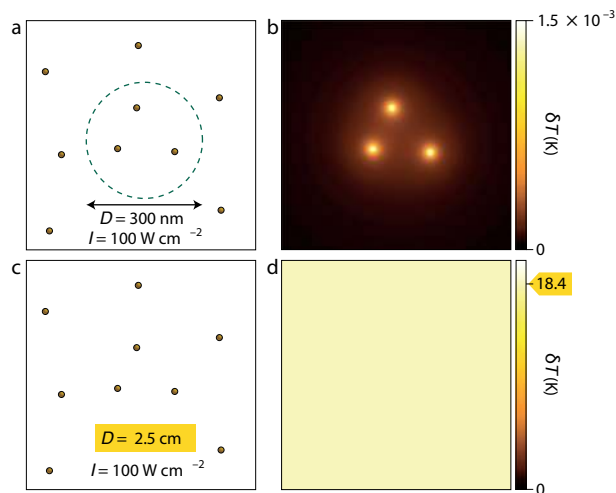 a
D = 300 nm
I = 100 W cm⁻²
b
1.5 × 10⁻³
δT (K)
0
c
D = 2.5 cm
I = 100 W cm⁻²
d
18.4
δT (K)
0